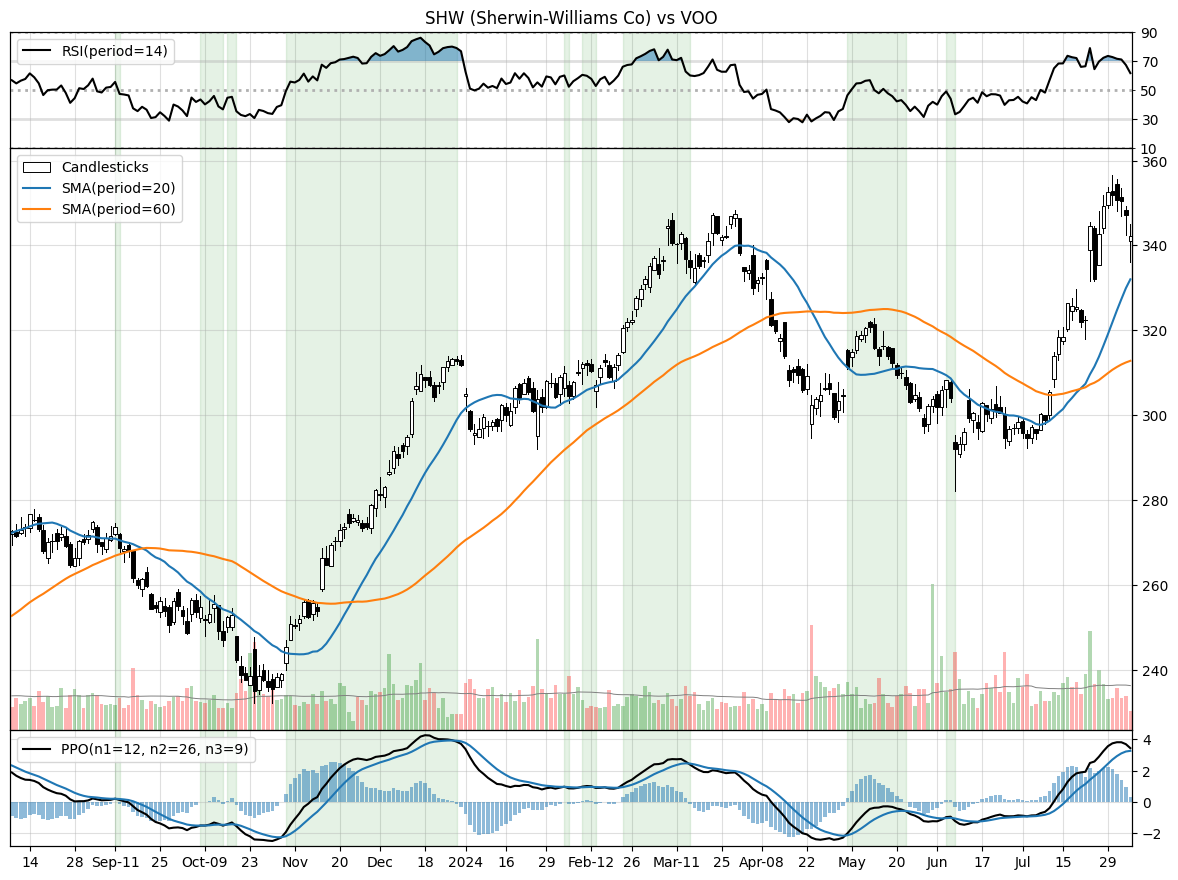 SHW (Sherwin-Williams Co) vs VOO
RSI(period=14)
90
70
50
30
10
Candlesticks
SMA(period=20)
SMA(period=60)
360
340
320
300
280
260
240
PPO(n1=12, n2=26, n3=9)
4
2
0
−2
14 28 Sep-11 25 Oct-09 23 Nov 20 Dec 18 2024 16 29 Feb-12 26 Mar-11 25 Apr-08 22 May 20 Jun 17 Jul 15 29